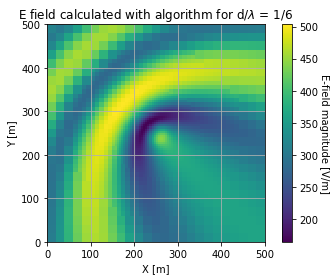 E field calculated with algorithm for d/λ = 1/6
500
400
300
200
100
0
Y [m]
0 100 200 300 400 500
X [m]
500
450
400
350
300
250
200
E-field magnitude [V/m]